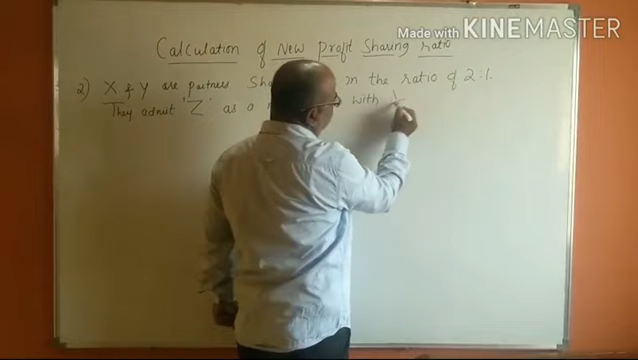 Made with KINEMASTER
Calculation of New profit Sharing ratio
2) X & Y are partners in the ratio of 2:1.
They admit 'Z' as a with